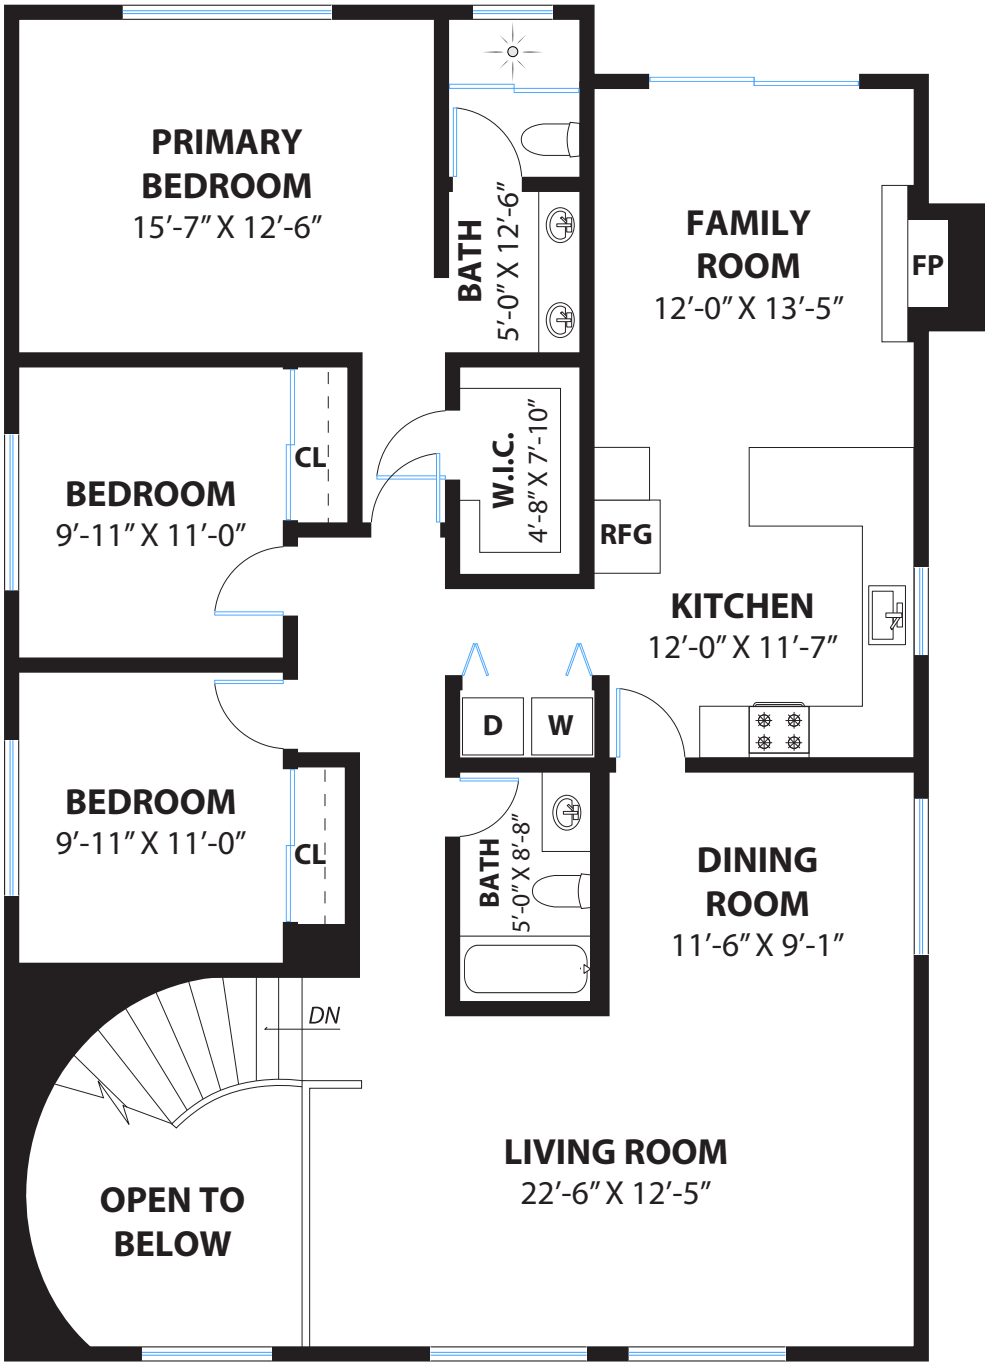 PRIMARY
BEDROOM
15’-7” X 12’-6”
BATH
5’-0” X 12’-6”
FAMILY
ROOM
12’-0” X 13’-5”
FP
BEDROOM
9’-11” X 11’-0”
CL
W.I.C.
4’-8” X 7’-10”
RFG
KITCHEN
12’-0” X 11’-7”
D
W
BEDROOM
9’-11” X 11’-0”
CL
BATH
5’-0” X 8’-8”
DINING
ROOM
11’-6” X 9’-1”
DN
LIVING ROOM
22’-6” X 12’-5”
OPEN TO
BELOW